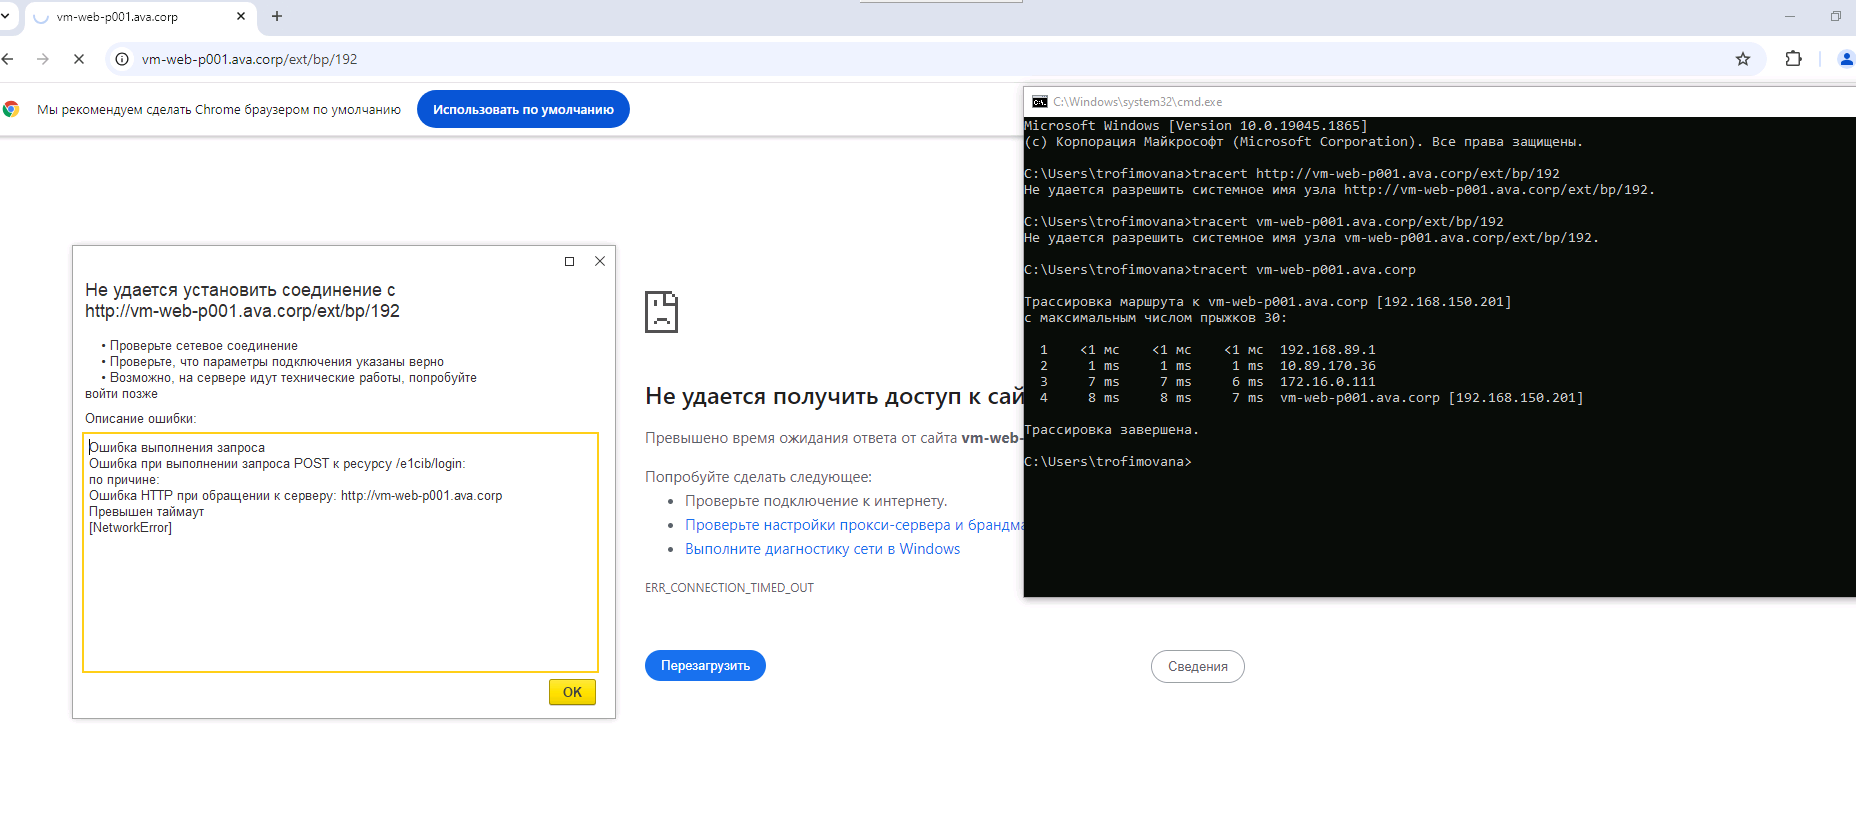 vm-web-p001.ava.corp
vm-web-p001.ava.corp/ext/bp/192
Мы рекомендуем сделать Chrome браузером по умолчанию
Использовать по умолчанию
Не удается установить соединение с
http://vm-web-p001.ava.corp/ext/bp/192
• Проверьте сетевое соединение
• Проверьте, что параметры подключения указаны верно
• Возможно, на сервере идут технические работы, попробуйте
войти позже
Описание ошибки:
Ошибка выполнения запроса
Ошибка при выполнении запроса POST к ресурсу /e1cib/login:
по причине:
Ошибка HTTP при обращении к серверу: http://vm-web-p001.ava.corp
Превышен таймаут
[NetworkError]
OK
Не удается получить доступ к сай
Превышено время ожидания ответа от сайта vm-web-
Попробуйте сделать следующее:
• Проверьте подключение к интернету.
• Проверьте настройки прокси-сервера и брандма
• Выполните диагностику сети в Windows
ERR_CONNECTION_TIMED_OUT
Перезагрузить
Сведения
C:\Windows\system32\cmd.exe
Microsoft Windows [Version 10.0.19045.1865]
(c) Корпорация Майкрософт (Microsoft Corporation). Все права защищены.
C:\Users\trofimovana>tracert http://vm-web-p001.ava.corp/ext/bp/192
Не удается разрешить системное имя узла http://vm-web-p001.ava.corp/ext/bp/192.
C:\Users\trofimovana>tracert vm-web-p001.ava.corp/ext/bp/192
Не удается разрешить системное имя узла vm-web-p001.ava.corp/ext/bp/192.
C:\Users\trofimovana>tracert vm-web-p001.ava.corp
Трассировка маршрута к vm-web-p001.ava.corp [192.168.150.201]
с максимальным числом прыжков 30:
1 <1 мс <1 мс <1 мс 192.168.89.1
2 1 ms 1 ms 1 ms 10.89.170.36
3 7 ms 7 ms 6 ms 172.16.0.111
4 8 ms 8 ms 7 ms vm-web-p001.ava.corp [192.168.150.201]
Трассировка завершена.
C:\Users\trofimovana>